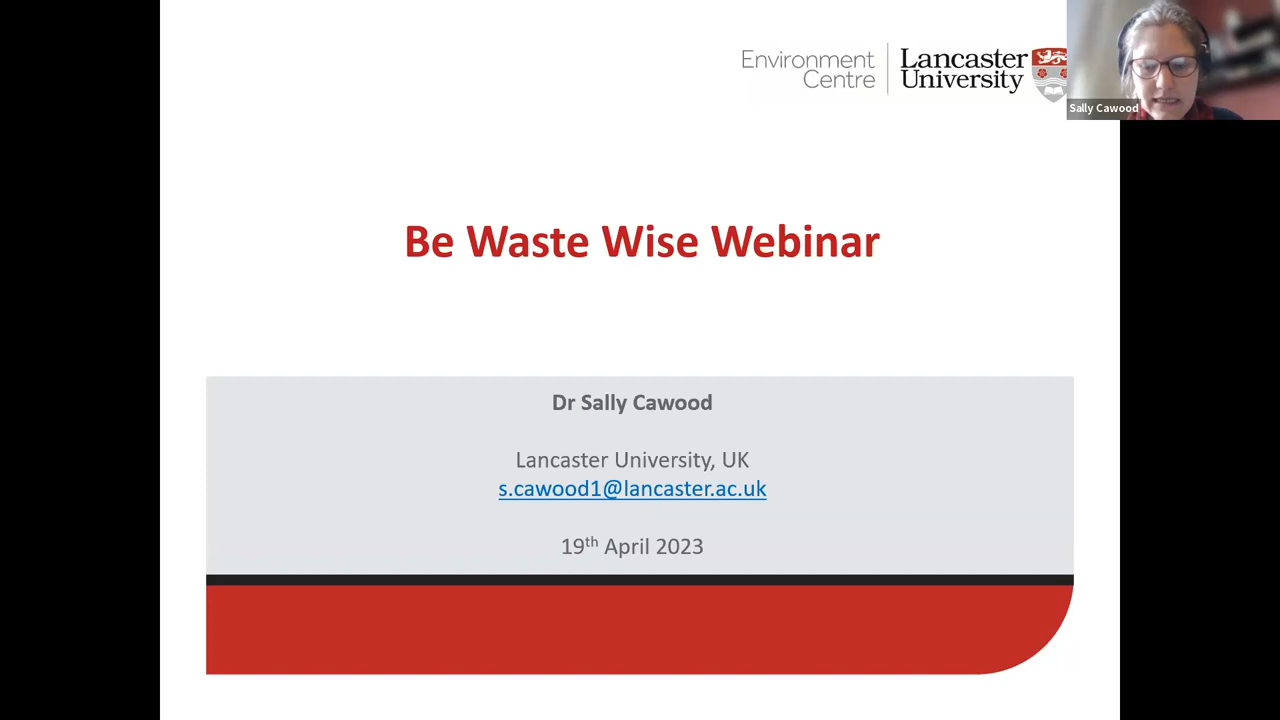 Environment
Centre
Lancaster
University
Sally Cawood
Be Waste Wise Webinar
Dr Sally Cawood
Lancaster University, UK
s.cawood1@lancaster.ac.uk
19th April 2023